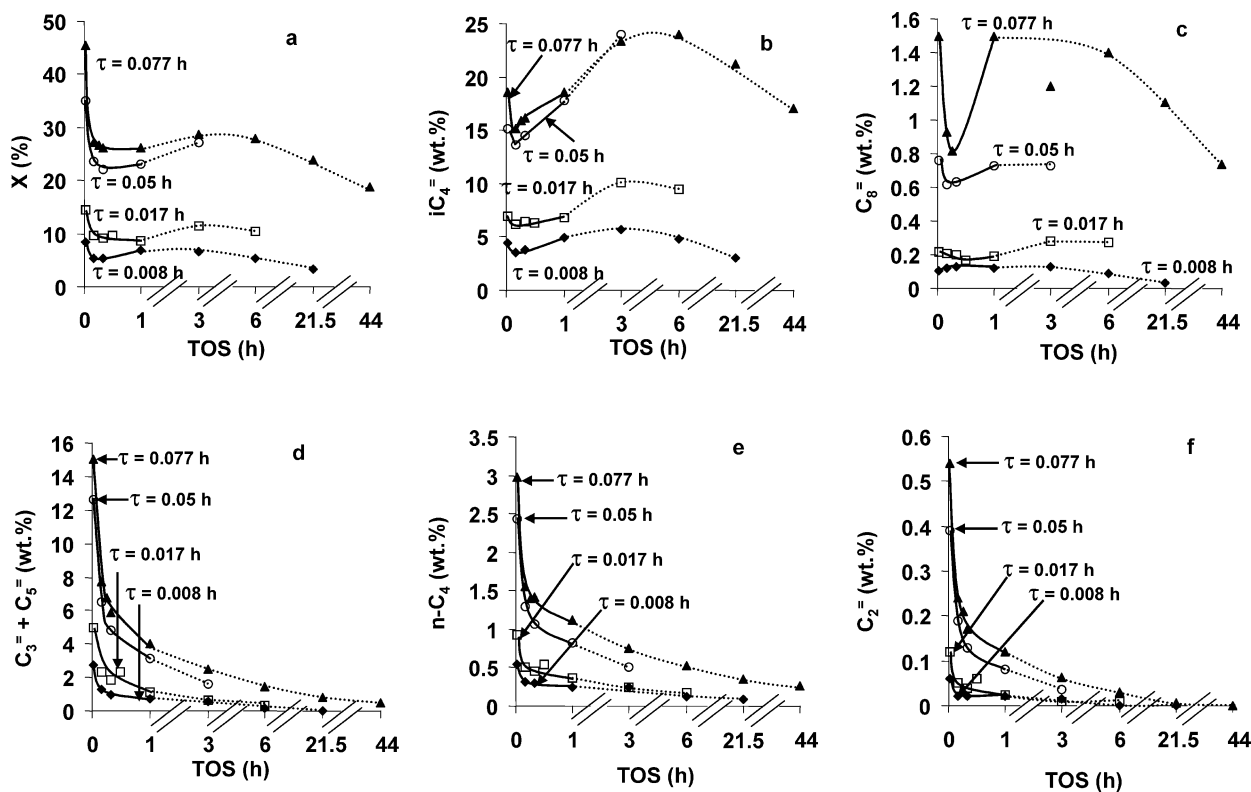 a
X (%)
50
40
30
20
10
0
τ = 0.077 h
τ = 0.05 h
τ = 0.017 h
τ = 0.008 h
0 1 3 6 21.5 44
TOS (h)
b
iC₄⁼ (wt.%)
25
20
15
10
5
0
τ = 0.077 h
τ = 0.05 h
τ = 0.017 h
τ = 0.008 h
0 1 3 6 21.5 44
TOS (h)
c
C₈⁼ (wt.%)
1.6
1.4
1.2
1
0.8
0.6
0.4
0.2
0
τ = 0.077 h
τ = 0.05 h
τ = 0.017 h
τ = 0.008 h
0 1 3 6 21.5 44
TOS (h)
d
C₃⁼ + C₅⁼ (wt.%)
16
14
12
10
8
6
4
2
0
τ = 0.077 h
τ = 0.05 h
τ = 0.017 h
τ = 0.008 h
0 1 3 6 21.5 44
TOS (h)
e
n-C₄ (wt.%)
3.5
3
2.5
2
1.5
1
0.5
0
τ = 0.077 h
τ = 0.05 h
τ = 0.017 h
τ = 0.008 h
0 1 3 6 21.5 44
TOS (h)
f
C₂⁼ (wt.%)
0.6
0.5
0.4
0.3
0.2
0.1
0
τ = 0.077 h
τ = 0.05 h
τ = 0.017 h
τ = 0.008 h
0 1 3 6 21.5 44
TOS (h)